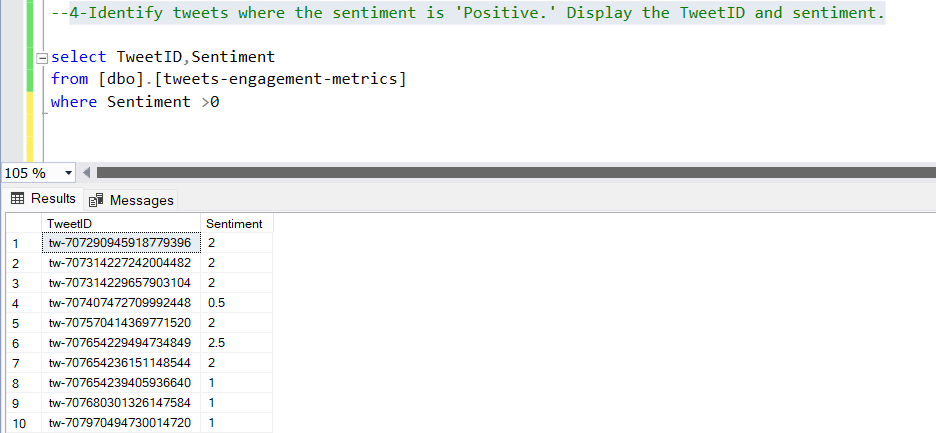 --4-Identify tweets where the sentiment is 'Positive.' Display the TweetID and sentiment.
select TweetID,Sentiment
from [dbo].[tweets-engagement-metrics]
where Sentiment >0
105 %
Results Messages
TweetID Sentiment
1 tw-707290945918779396 2
2 tw-707314227242004482 2
3 tw-707314229657903104 2
4 tw-707407472709992448 0.5
5 tw-707570414369771520 2
6 tw-707654229494734849 2.5
7 tw-707654236151148544 2
8 tw-707654239405936640 1
9 tw-707680301326147584 1
10 tw-707970494730014720 1